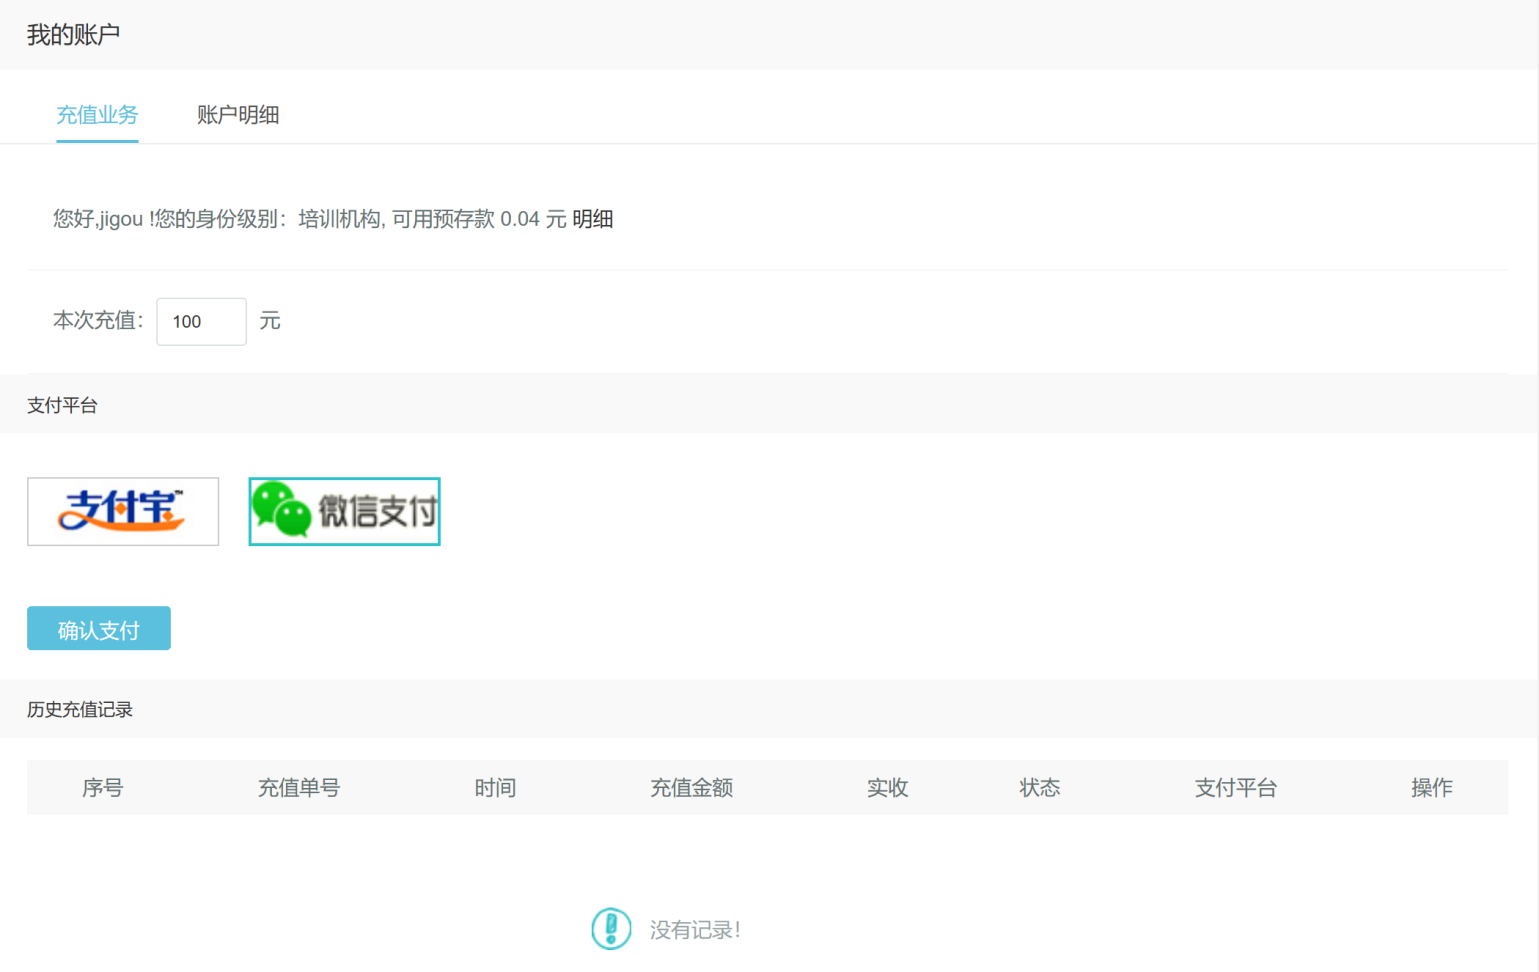 我的账户
充值业务 账户明细
您好,jigou !您的身份级别：培训机构, 可用预存款 0.04 元 明细
本次充值： 100 元
支付平台
支付宝™ 微信支付
确认支付
历史充值记录
序号 充值单号 时间 充值金额 实收 状态 支付平台 操作
没有记录！